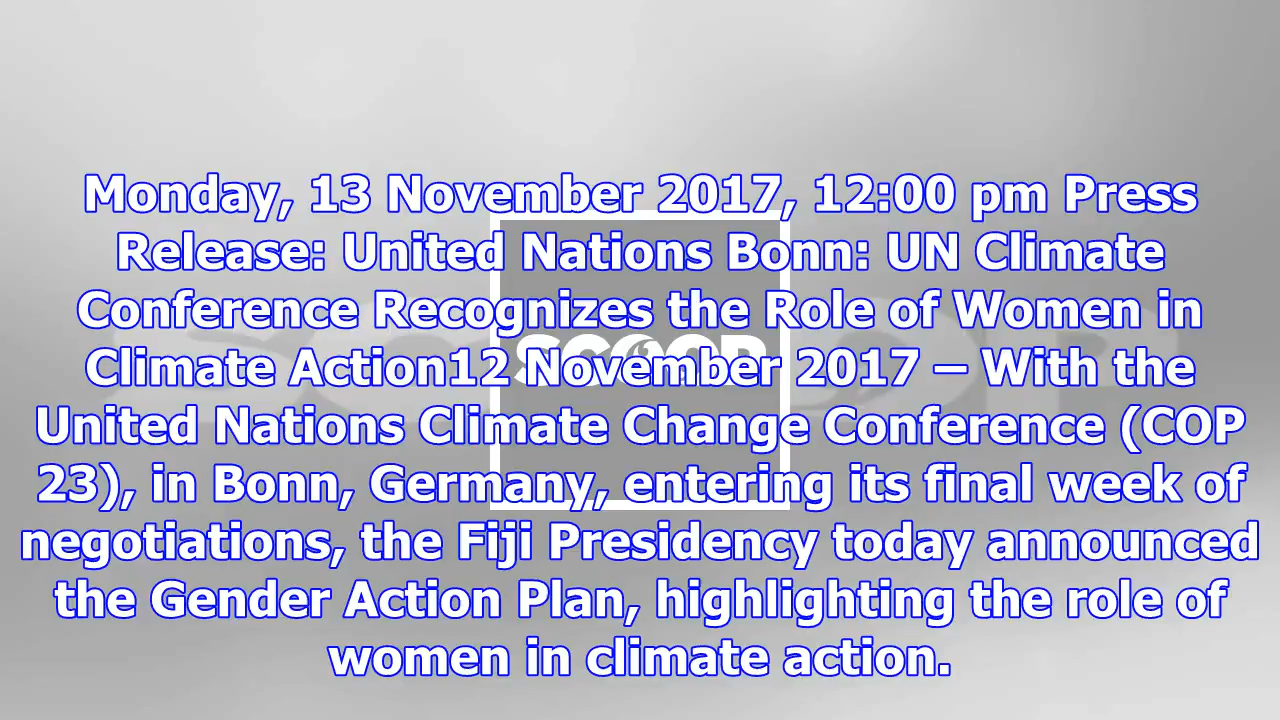 Monday, 13 November 2017, 12:00 pm Press
Release: United Nations Bonn: UN Climate
Conference Recognizes the Role of Women in
Climate Action12 November 2017 – With the
United Nations Climate Change Conference (COP
23), in Bonn, Germany, entering its final week of
negotiations, the Fiji Presidency today announced
the Gender Action Plan, highlighting the role of
women in climate action.
SCOOP